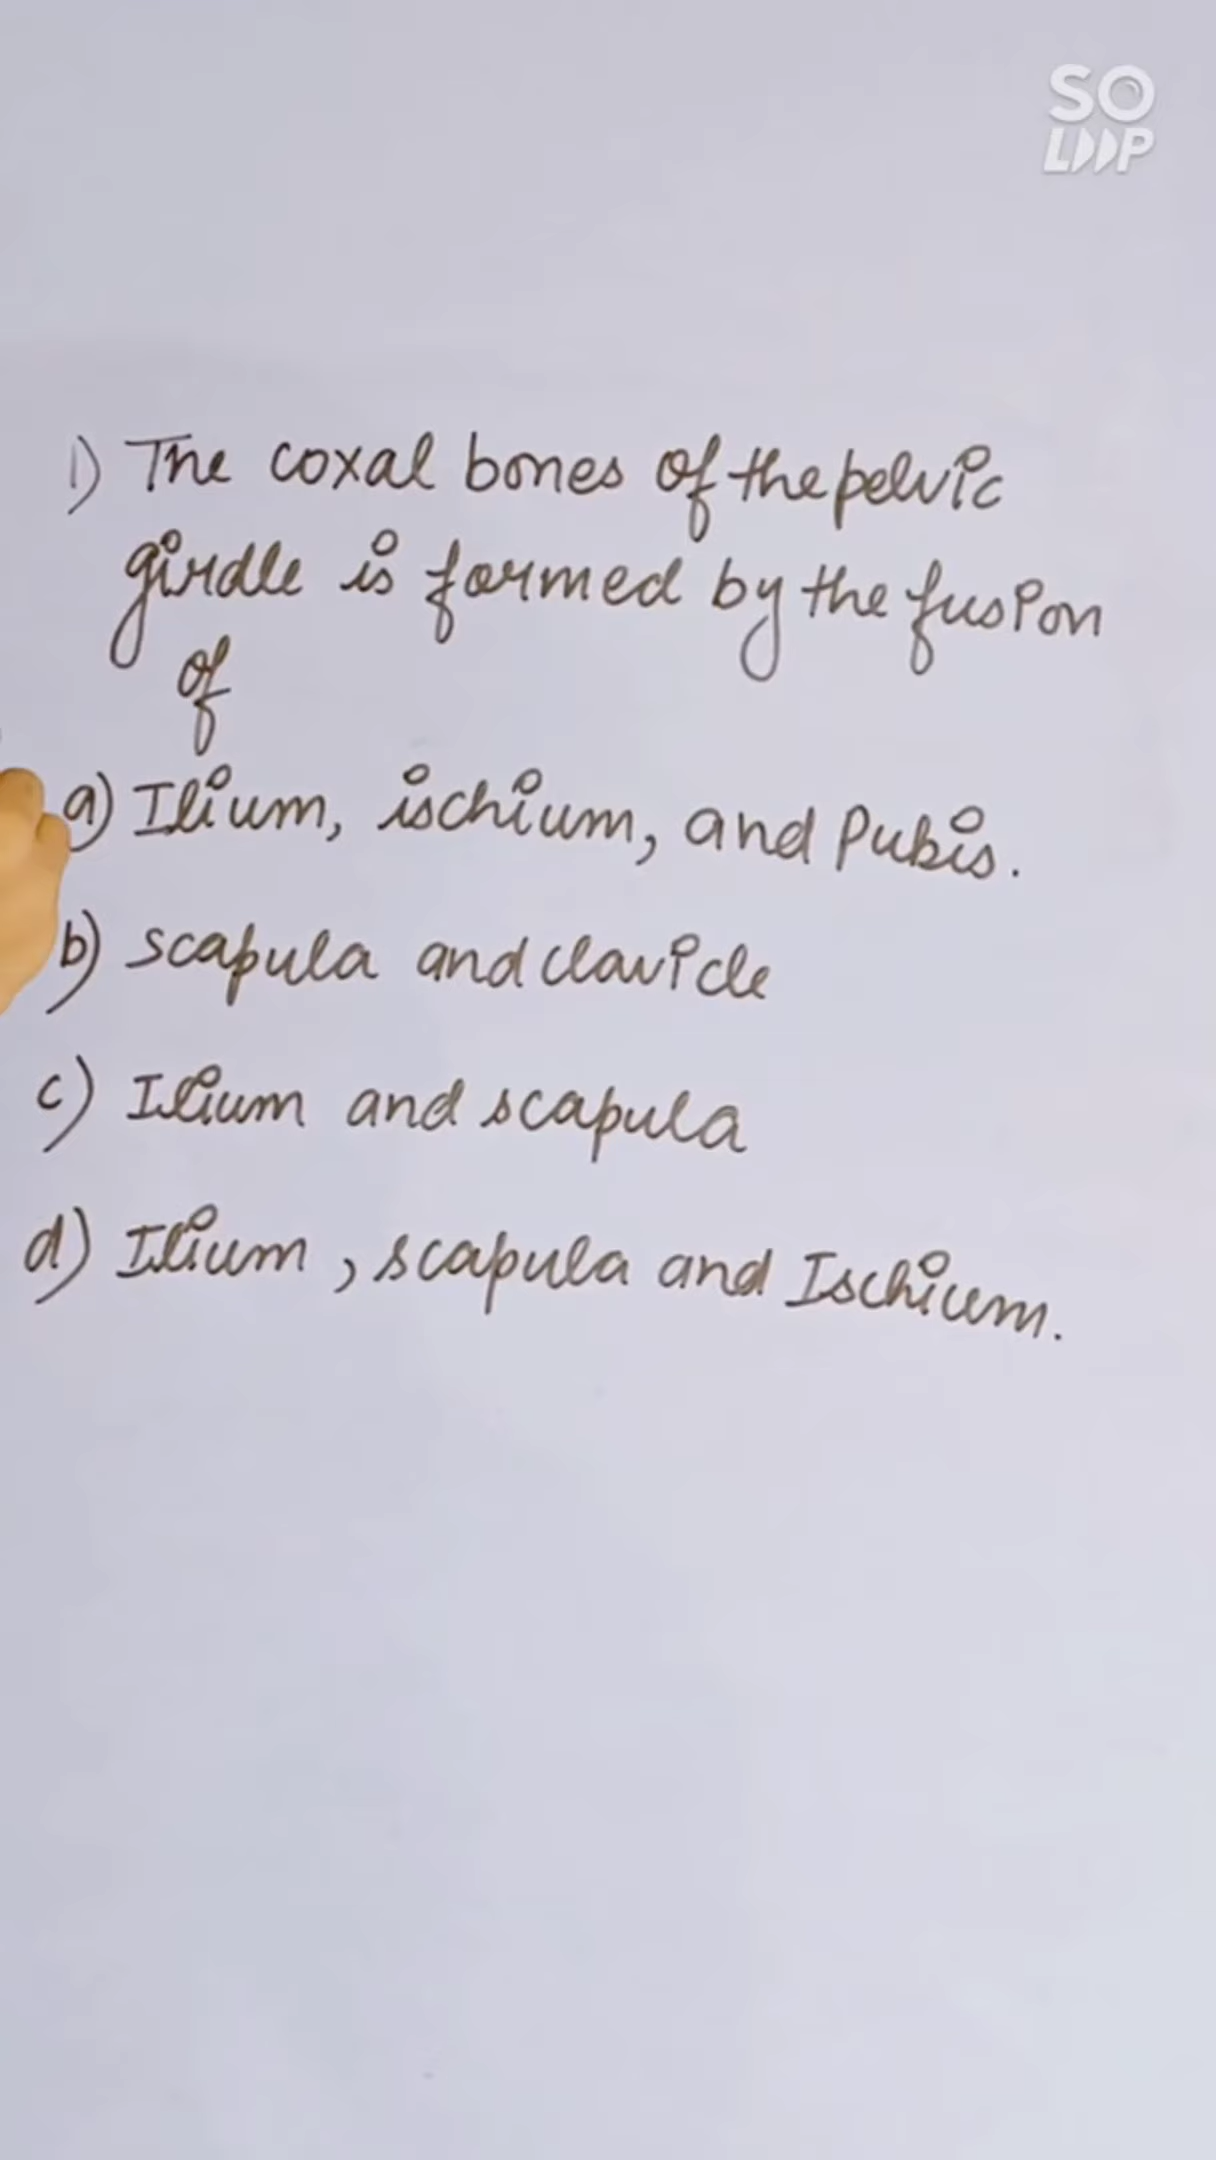 SO
LOOP
1) The coxal bones of the pelvic
girdle is formed by the fusion
of
a) Ilium, ischium, and Pubis.
b) scapula and clavicle
c) Ilium and scapula
d) Ilium, scapula and Ischium.